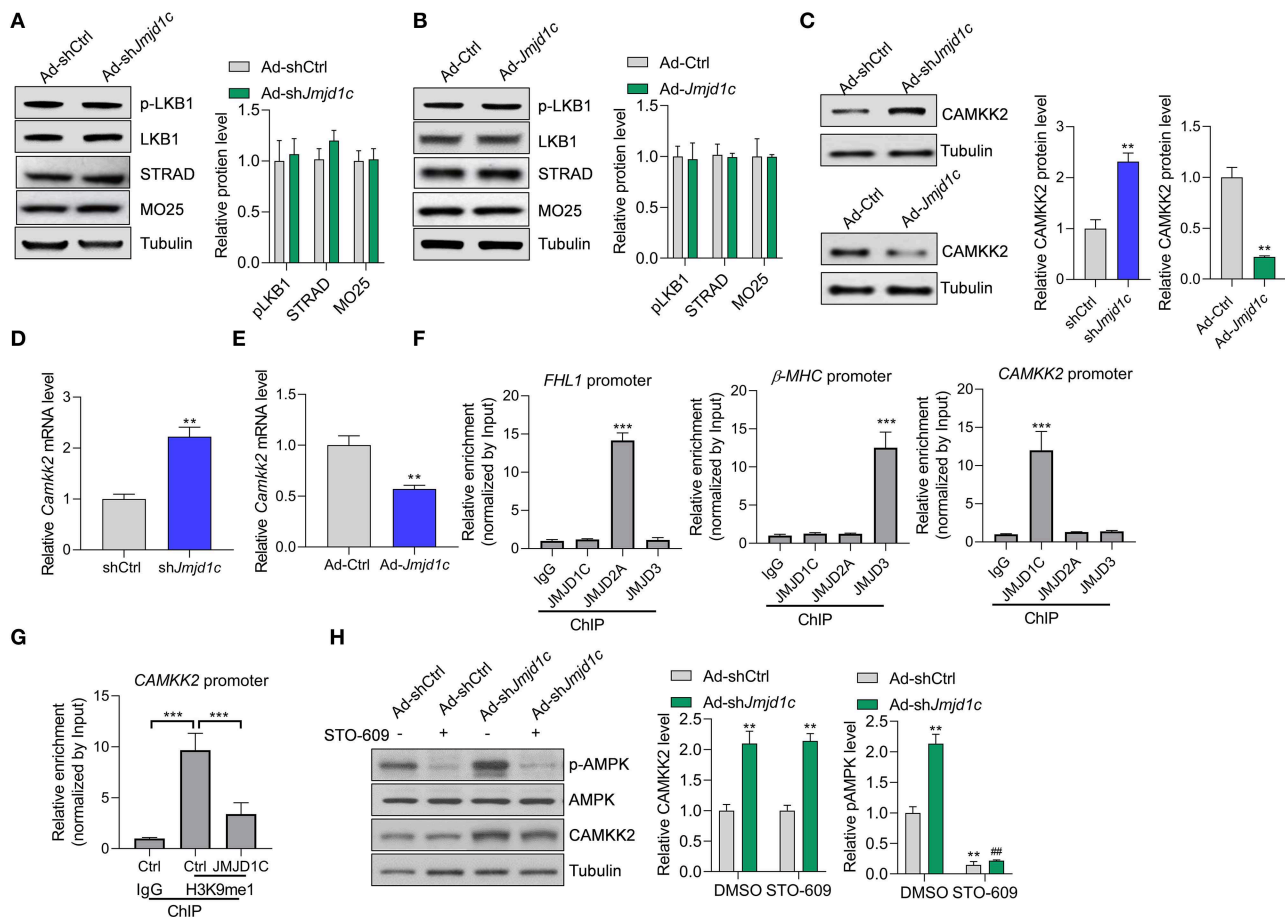 A
Ad-shCtrl
Ad-shJmjd1c
p-LKB1
LKB1
STRAD
MO25
Tubulin
Ad-shCtrl
Ad-shJmjd1c
Relative protien level
1.5
1.0
0.5
0.0
pLKB1
STRAD
MO25
B
Ad-Ctrl
Ad-Jmjd1c
p-LKB1
LKB1
STRAD
MO25
Tubulin
Ad-Ctrl
Ad-Jmjd1c
Relative protein level
1.5
1.0
0.5
0.0
pLKB1
STRAD
MO25
C
Ad-shCtrl
Ad-shJmjd1c
CAMKK2
Tubulin
Ad-Ctrl
Ad-Jmjd1c
CAMKK2
Tubulin
Relative CAMKK2 protein level
3
2
1
0
**
shCtrl
shJmjd1c
Relative CAMKK2 protein level
1.5
1.0
0.5
0.0
**
Ad-Ctrl
Ad-Jmjd1c
D
Relative Camkk2 mRNA level
3
2
1
0
**
shCtrl
shJmjd1c
E
Relative Camkk2 mRNA level
1.5
1.0
0.5
0.0
**
Ad-Ctrl
Ad-Jmjd1c
F
FHL1 promoter
Relative enrichment
(normalized by Input)
20
15
10
5
0
***
IgG
JMJD1C
JMJD2A
JMJD3
ChIP
β-MHC promoter
Relative enrichment
(normalized by Input)
20
15
10
5
0
***
IgG
JMJD1C
JMJD2A
JMJD3
ChIP
CAMKK2 promoter
Relative enrichment
(normalized by Input)
20
15
10
5
0
***
IgG
JMJD1C
JMJD2A
JMJD3
ChIP
G
CAMKK2 promoter
Relative enrichment
(normalized by Input)
15
10
5
0
*** ***
Ctrl Ctrl JMJD1C
IgG H3K9me1
ChIP
H
Ad-shCtrl
Ad-shCtrl
Ad-shJmjd1c
Ad-shJmjd1c
STO-609 - + - +
p-AMPK
AMPK
CAMKK2
Tubulin
Ad-shCtrl
Ad-shJmjd1c
Relative CAMKK2 level
2.5
2.0
1.5
1.0
0.5
0.0
** **
DMSO STO-609
Ad-shCtrl
Ad-shJmjd1c
Relative pAMPK level
2.5
2.0
1.5
1.0
0.5
0.0
**
** ##
DMSO STO-609